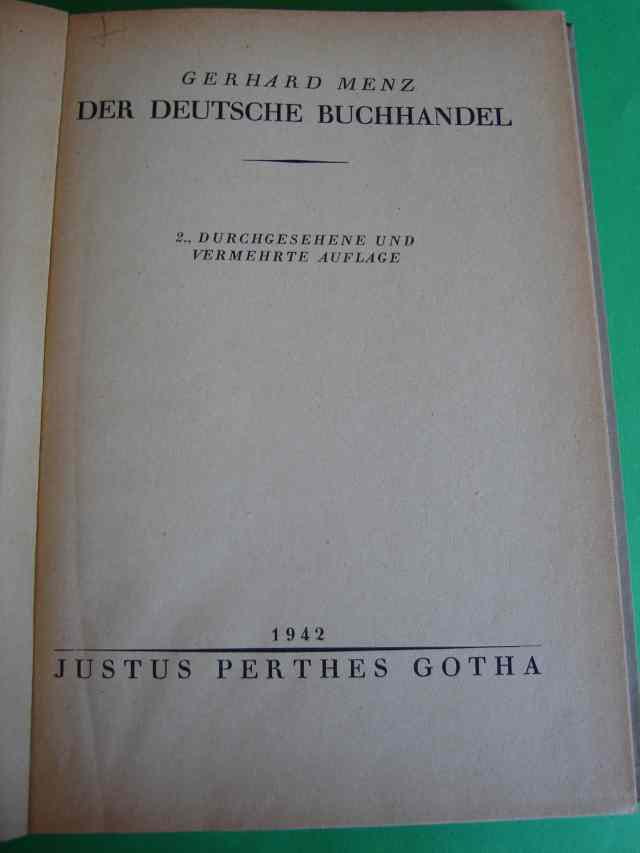 GERHARD MENZ
DER DEUTSCHE BUCHHANDEL
2., DURCHGESEHENE UND
VERMEHRTE AUFLAGE
1942
JUSTUS PERTHES GOTHA